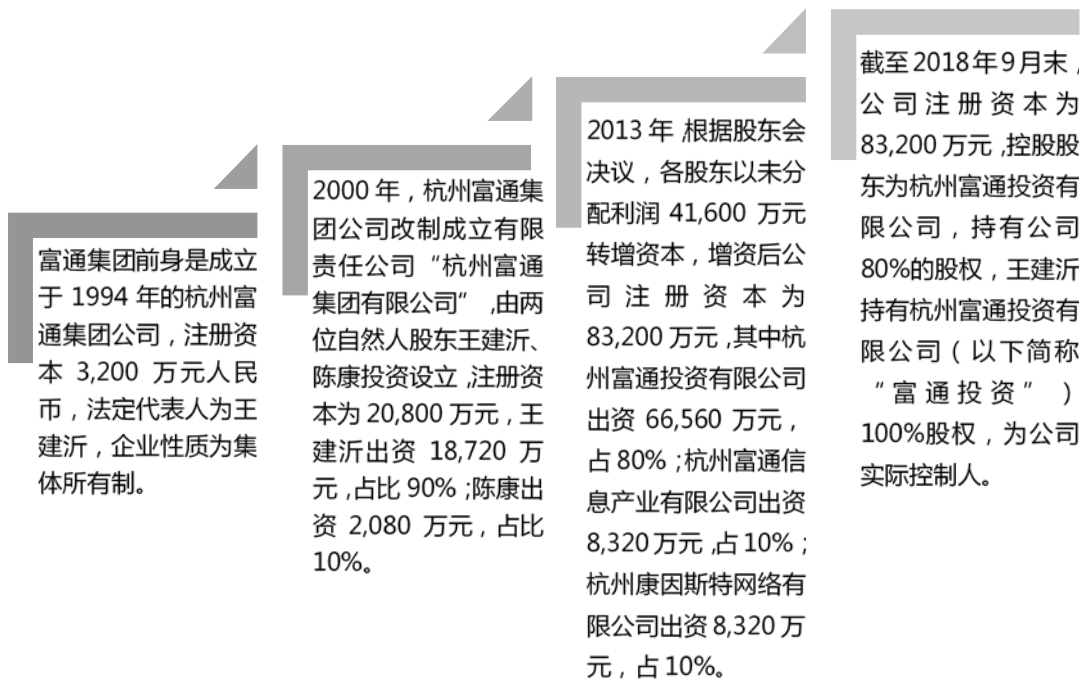 富通集团前身是成立
于 1994 年的杭州富
通集团公司，注册资
本 3,200 万元人民
币，法定代表人为王
建沂，企业性质为集
体所有制。
2000 年，杭州富通集
团公司改制成立有限
责任公司“杭州富通
集团有限公司”,由两
位自然人股东王建沂、
陈康投资设立,注册资
本为 20,800 万元，王
建沂出资 18,720 万
元,占比 90%;陈康出
资 2,080 万元，占比
10%。
2013 年,根据股东会
决议，各股东以未分
配利润 41,600 万元
转增资本，增资后公
司注册资本为
83,200 万元,其中杭
州富通投资有限公司
出资 66,560 万元，
占 80%;杭州富通信
息产业有限公司出资
8,320 万元,占 10%;
杭州康因斯特网络有
限公司出资 8,320 万
元，占 10%。
截至 2018 年 9 月末,
公司注册资本为
83,200 万元,控股股
东为杭州富通投资有
限公司，持有公司
80%的股权，王建沂
持有杭州富通投资有
限公司（以下简称
“富通投资”）
100%股权，为公司
实际控制人。